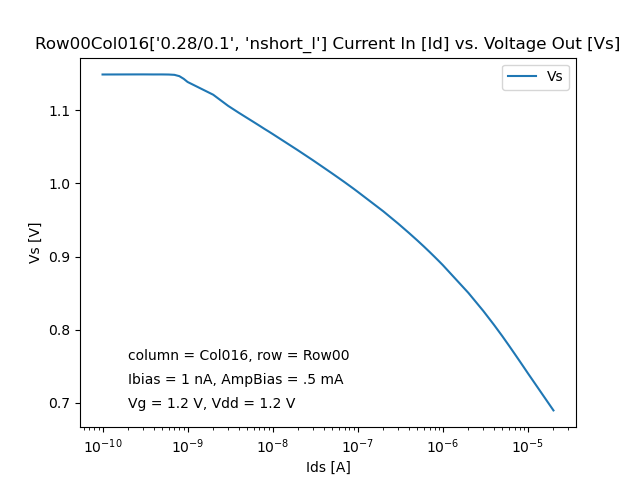 Row00Col016['0.28/0.1', 'nshort_l'] Current In [Id] vs. Voltage Out [Vs]
Vs
1.1
1.0
0.9
0.8
0.7
Vs [V]
column = Col016, row = Row00
Ibias = 1 nA, AmpBias = .5 mA
Vg = 1.2 V, Vdd = 1.2 V
10⁻¹⁰ 10⁻⁹ 10⁻⁸ 10⁻⁷ 10⁻⁶ 10⁻⁵
Ids [A]